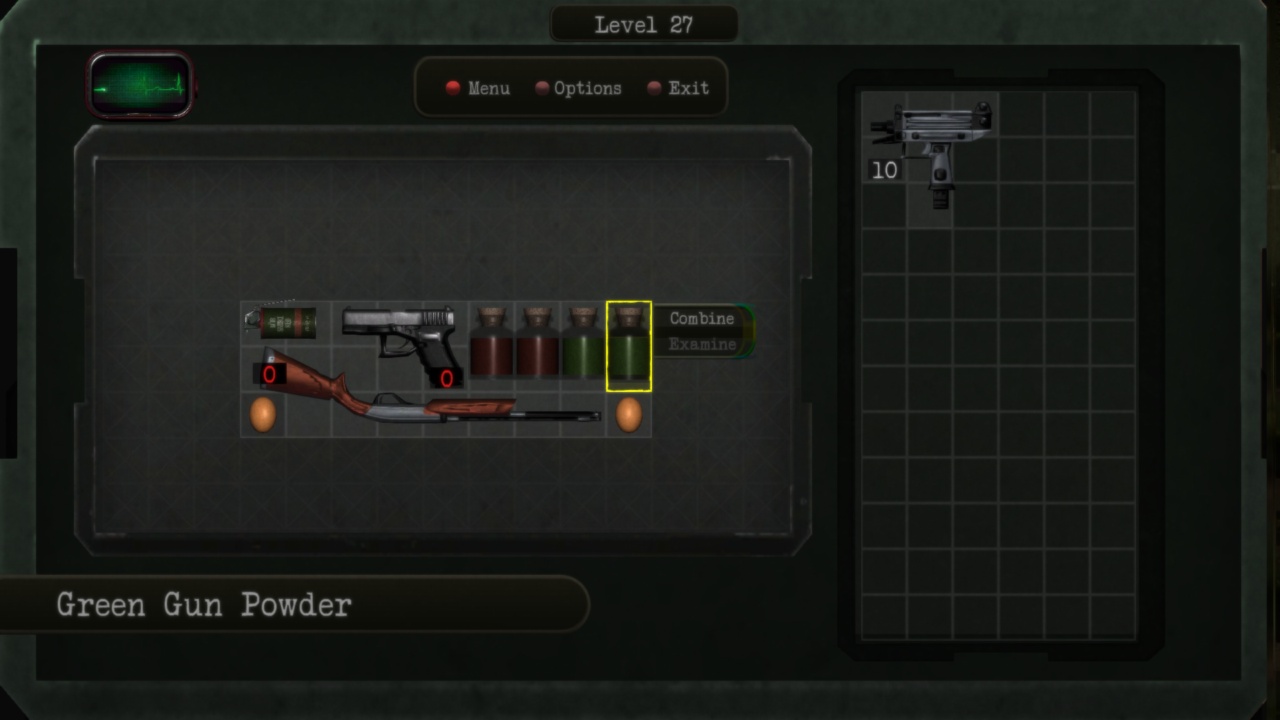 Level 27
Menu Options Exit
10
Combine
Examine
0
0
Green Gun Powder